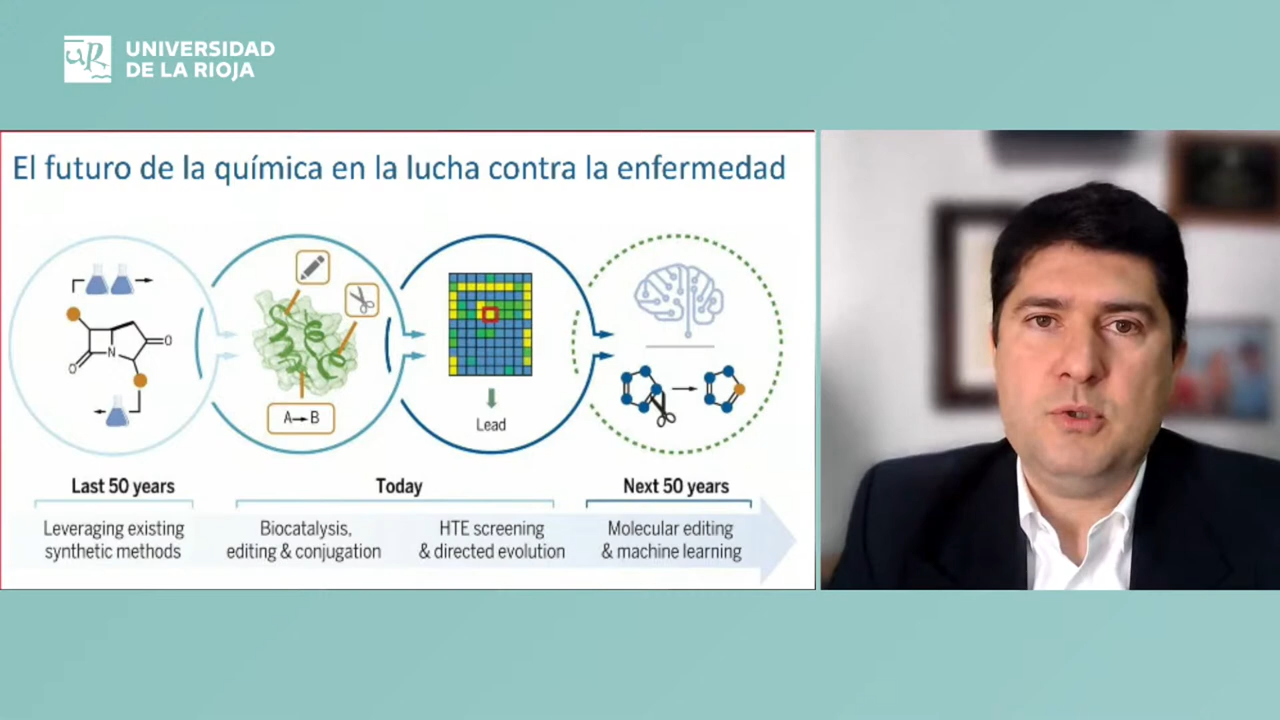 UNIVERSIDAD
DE LA RIOJA
El futuro de la química en la lucha contra la enfermedad
N
O
O
A→B
Lead
Last 50 years
Today
Next 50 years
Leveraging existing
synthetic methods
Biocatalysis,
editing & conjugation
HTE screening
& directed evolution
Molecular editing
& machine learning